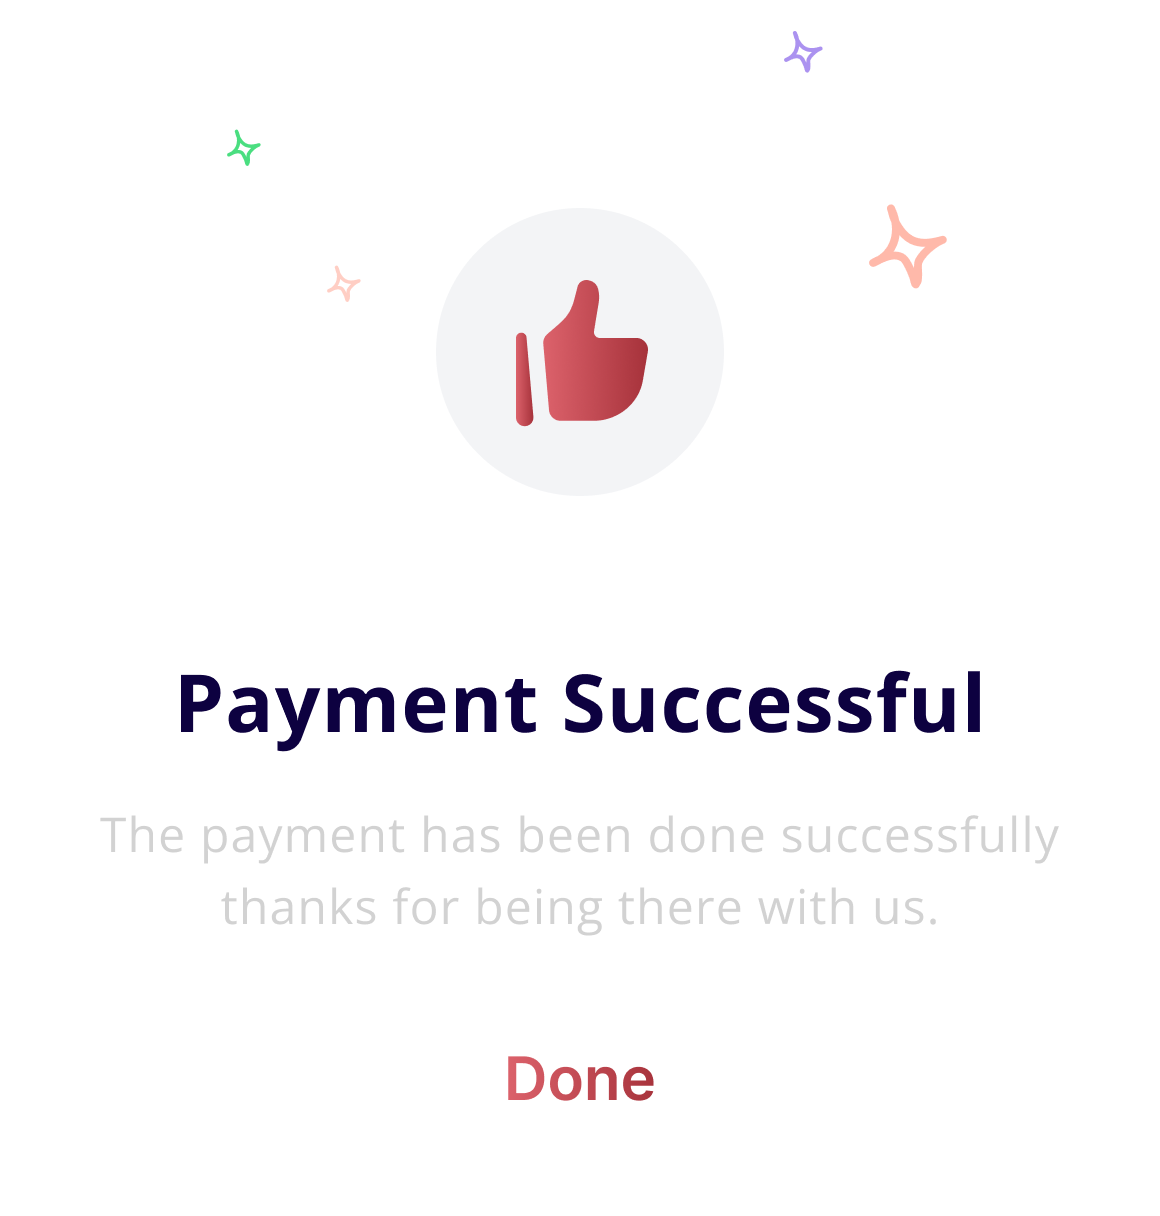 Payment Successful
The payment has been done successfully
thanks for being there with us.
Done